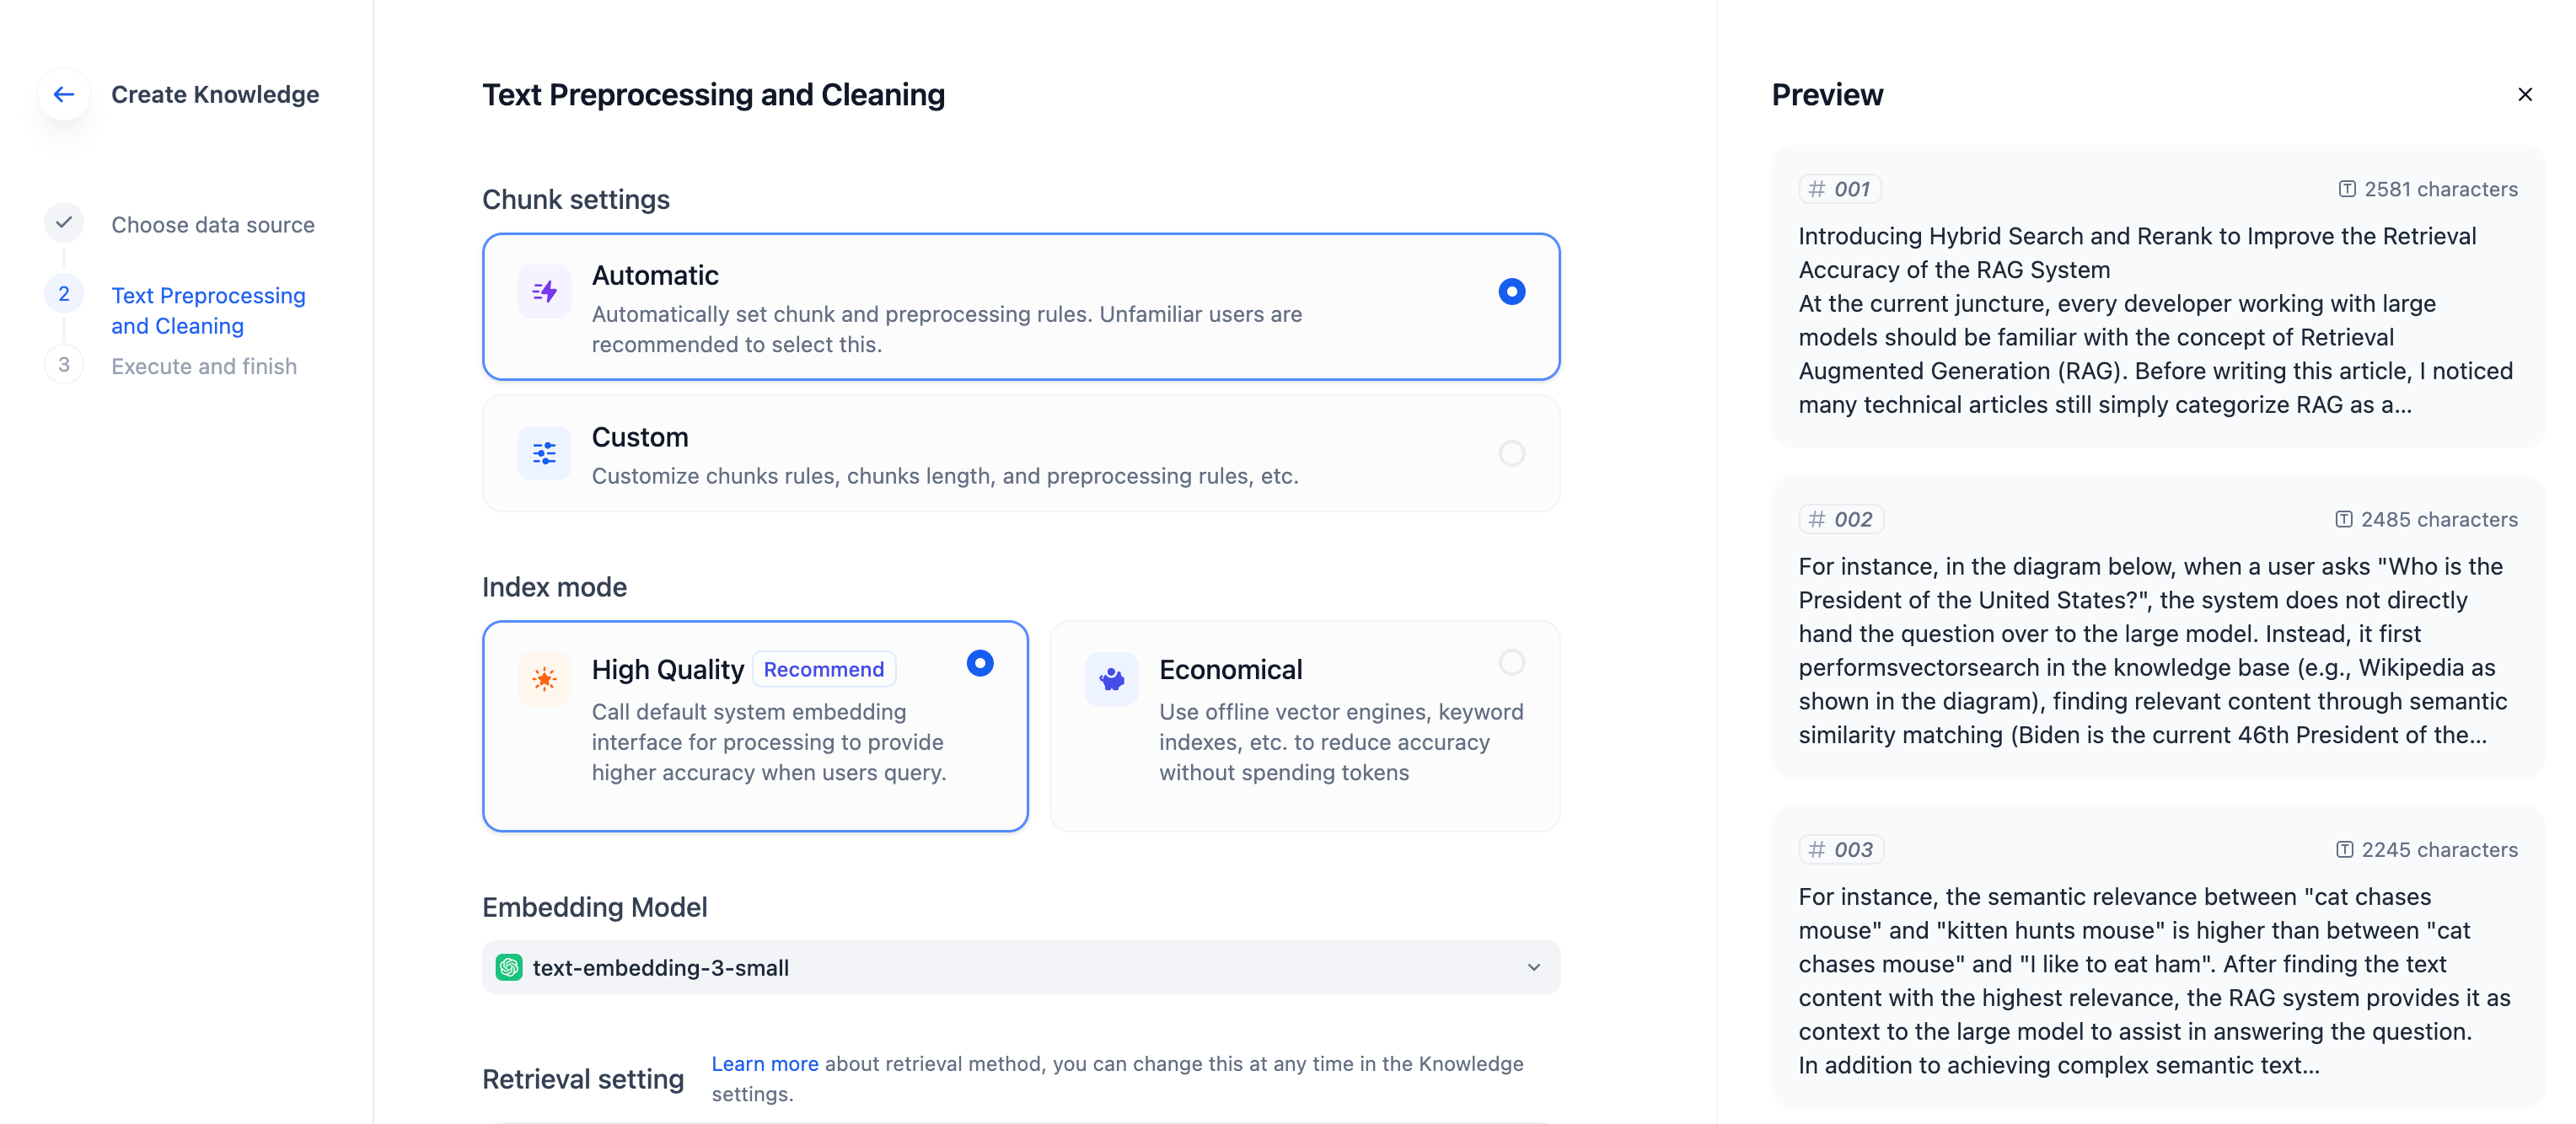 Create Knowledge
Choose data source
2
Text Preprocessing
and Cleaning
3
Execute and finish
Text Preprocessing and Cleaning
Chunk settings
Automatic
Automatically set chunk and preprocessing rules. Unfamiliar users are
recommended to select this.
Custom
Customize chunks rules, chunks length, and preprocessing rules, etc.
Index mode
High Quality Recommend
Call default system embedding
interface for processing to provide
higher accuracy when users query.
Economical
Use offline vector engines, keyword
indexes, etc. to reduce accuracy
without spending tokens
Embedding Model
text-embedding-3-small
Retrieval setting
Learn more about retrieval method, you can change this at any time in the Knowledge
settings.
Preview
# 001 2581 characters
Introducing Hybrid Search and Rerank to Improve the Retrieval
Accuracy of the RAG System
At the current juncture, every developer working with large
models should be familiar with the concept of Retrieval
Augmented Generation (RAG). Before writing this article, I noticed
many technical articles still simply categorize RAG as a...
# 002 2485 characters
For instance, in the diagram below, when a user asks "Who is the
President of the United States?", the system does not directly
hand the question over to the large model. Instead, it first
performsvectorsearch in the knowledge base (e.g., Wikipedia as
shown in the diagram), finding relevant content through semantic
similarity matching (Biden is the current 46th President of the...
# 003 2245 characters
For instance, the semantic relevance between "cat chases
mouse" and "kitten hunts mouse" is higher than between "cat
chases mouse" and "I like to eat ham". After finding the text
content with the highest relevance, the RAG system provides it as
context to the large model to assist in answering the question.
In addition to achieving complex semantic text...